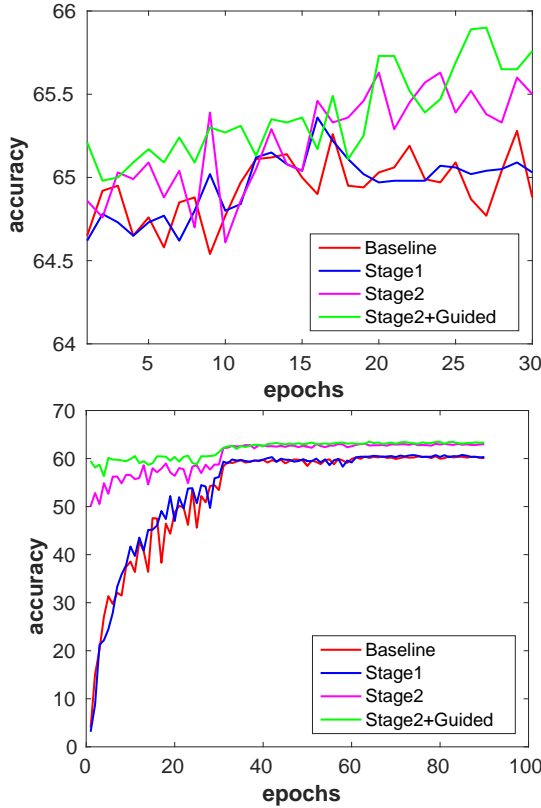 66
65.5
65
64.5
64
accuracy
Baseline
Stage1
Stage2
Stage2+Guided
5 10 15 20 25 30
epochs
70
60
50
40
30
20
10
0
accuracy
Baseline
Stage1
Stage2
Stage2+Guided
0 20 40 60 80 100
epochs